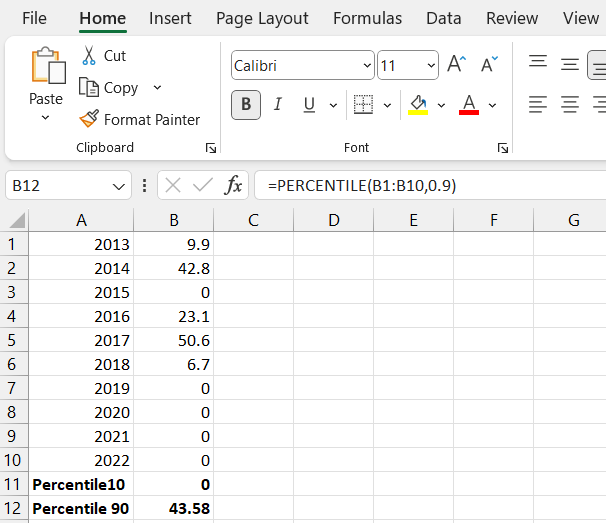 File Home Insert Page Layout Formulas Data Review View
Paste
Cut
Copy
Format Painter
Clipboard
Calibri 11 A A
B I U A
Font
B12 fx =PERCENTILE(B1:B10,0.9)
A B C D E F G
1 2013 9.9
2 2014 42.8
3 2015 0
4 2016 23.1
5 2017 50.6
6 2018 6.7
7 2019 0
8 2020 0
9 2021 0
10 2022 0
11 Percentile10 0
12 Percentile 90 43.58